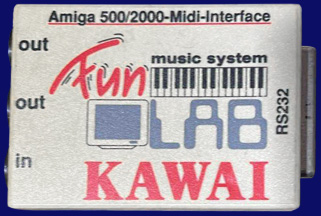 Amiga 500/2000-Midi-Interface
out
music system
Fun
out
LAB
RS232
in
KAWAI